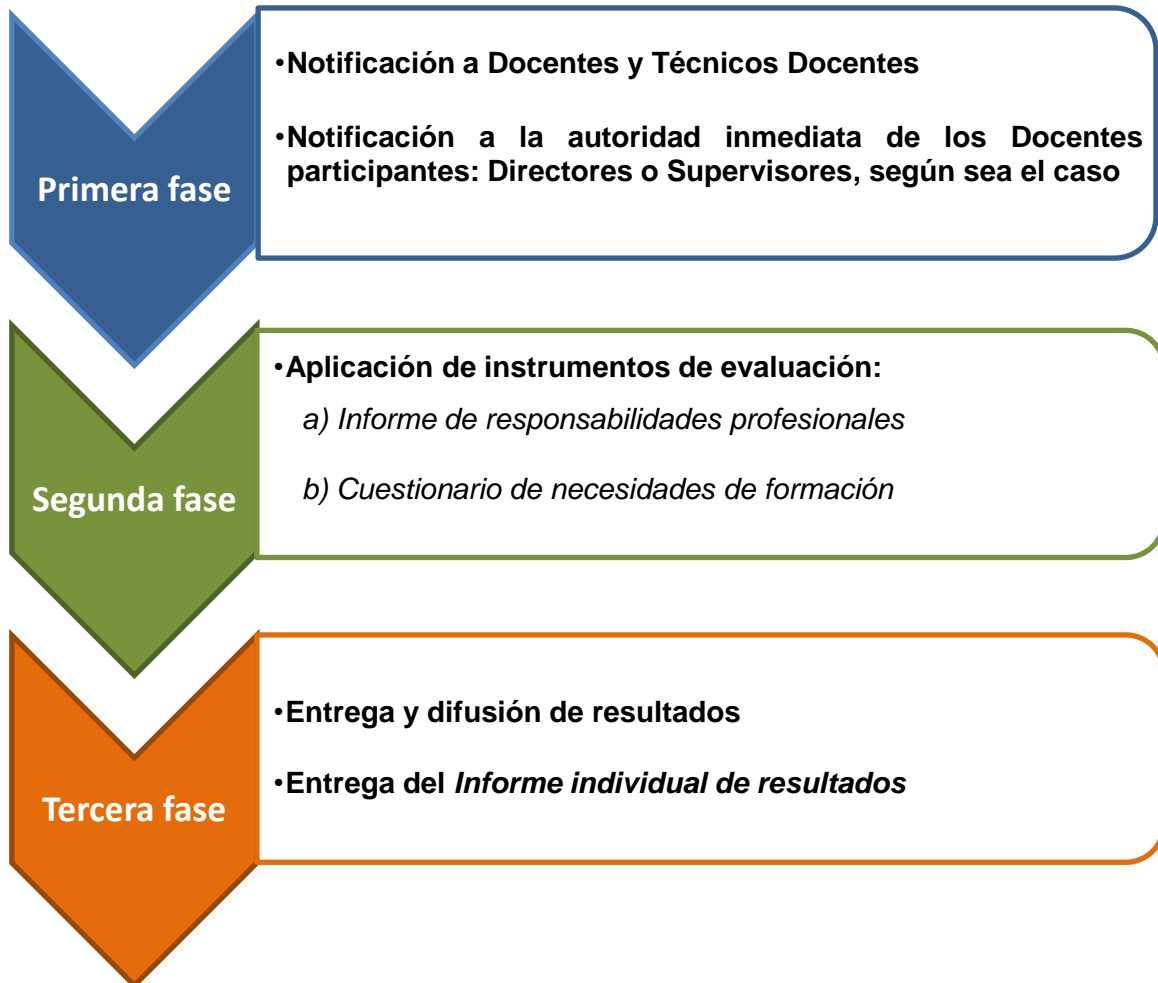 Primera fase
•Notificación a Docentes y Técnicos Docentes
•Notificación a la autoridad inmediata de los Docentes
participantes: Directores o Supervisores, según sea el caso
Segunda fase
•Aplicación de instrumentos de evaluación:
a) Informe de responsabilidades profesionales
b) Cuestionario de necesidades de formación
Tercera fase
•Entrega y difusión de resultados
•Entrega del Informe individual de resultados